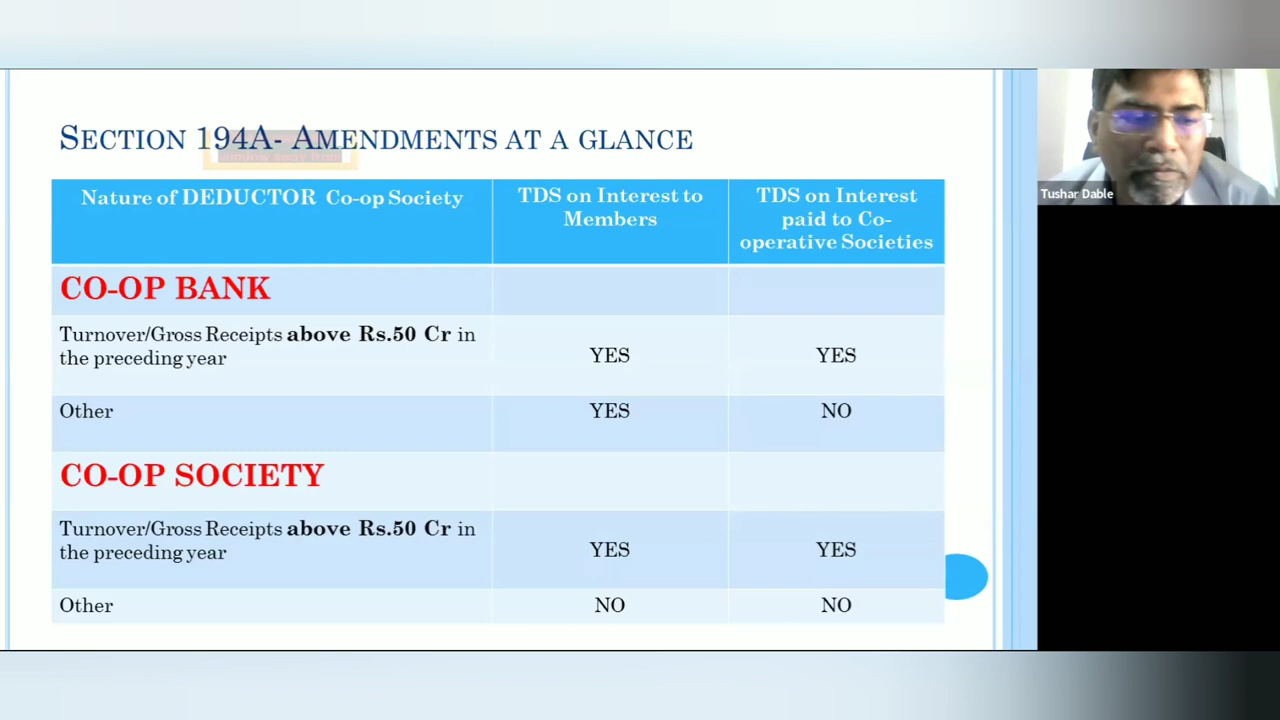 SECTION 194A- AMENDMENTS AT A GLANCE
Nature of DEDUCTOR Co-op Society
TDS on Interest to
Members
TDS on Interest
paid to Co-
operative Societies
CO-OP BANK
Turnover/Gross Receipts above Rs.50 Cr in
the preceding year
YES
YES
Other
YES
NO
CO-OP SOCIETY
Turnover/Gross Receipts above Rs.50 Cr in
the preceding year
YES
YES
Other
NO
NO
Tushar Dable